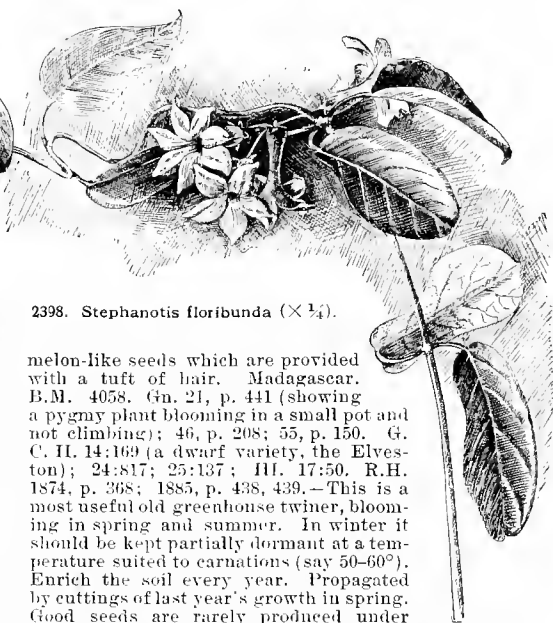 2398. Stephanotis floribunda (× ¼).
melon-like seeds which are provided
with a tuft of hair. Madagascar.
B.M. 4058. Gn. 21, p. 441 (showing
a pygmy plant blooming in a small pot and
not climbing); 46, p. 208; 55, p. 150. G.
C. II. 14:169 (a dwarf variety, the Elves-
ton); 24:817; 25:137; III. 17:50. R.H.
1874, p. 368; 1885, p. 438, 439.—This is a
most useful old greenhouse twiner, bloom-
ing in spring and summer. In winter it
should be kept partially dormant at a tem-
perature suited to carnations (say 50-60°).
Enrich the soil every year. Propagated
by cuttings of last year's growth in spring.
Good seeds are rarely produced under